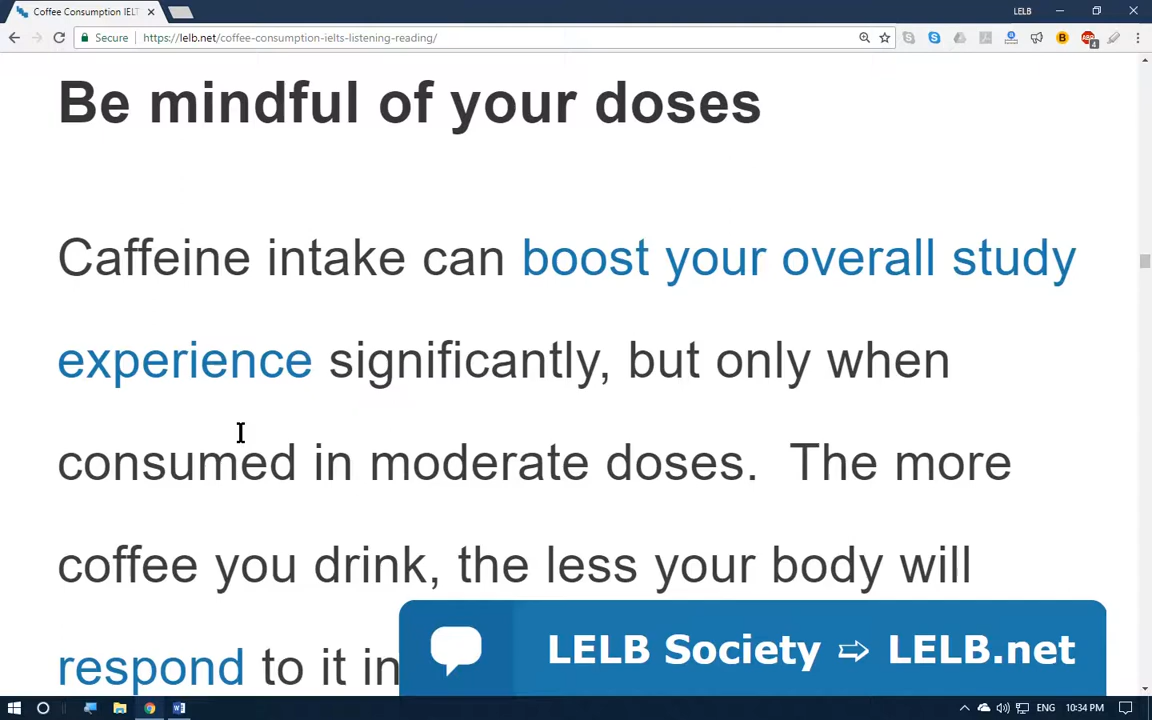 Coffee Consumption IELT
LELB
Secure
https://lelb.net/coffee-consumption-ielts-listening-reading/
4
Be mindful of your doses
Caffeine intake can boost your overall study
experience significantly, but only when
consumed in moderate doses. The more
coffee you drink, the less your body will
respond to it in
LELB Society ⇨ LELB.net
ENG
10:34 PM